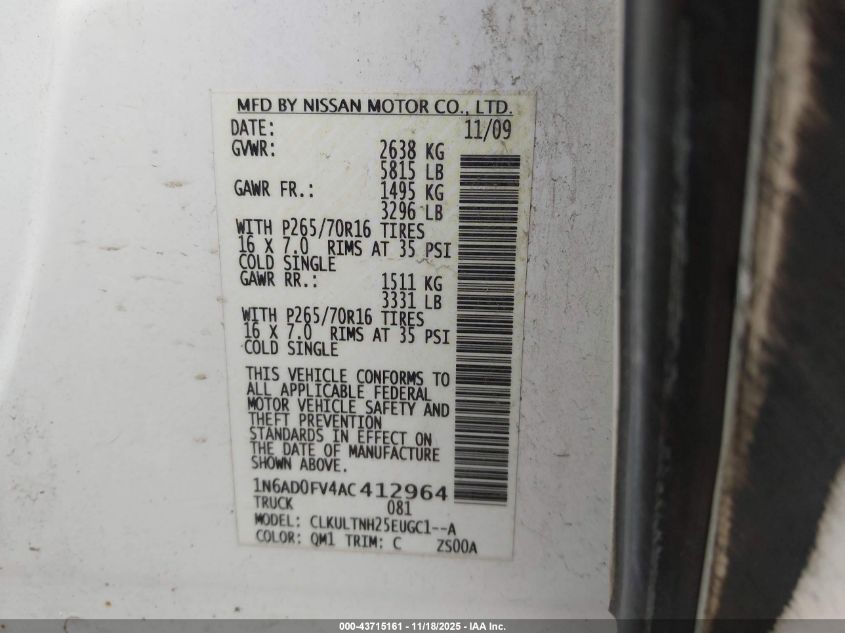 MFD BY NISSAN MOTOR CO., LTD.
DATE: 11/09
GVWR: 2638 KG
5815 LB
GAWR FR.: 1495 KG
3296 LB
WITH P265/70R16 TIRES
16 X 7.0 RIMS AT 35 PSI
COLD SINGLE
GAWR RR.: 1511 KG
3331 LB
WITH P265/70R16 TIRES
16 X 7.0 RIMS AT 35 PSI
COLD SINGLE
THIS VEHICLE CONFORMS TO
ALL APPLICABLE FEDERAL
MOTOR VEHICLE SAFETY AND
THEFT PREVENTION
STANDARDS IN EFFECT ON
THE DATE OF MANUFACTURE
SHOWN ABOVE.
1N6AD0FV4AC412964
TRUCK 081
MODEL: CLKULTNH25EUGC1--A
COLOR: QM1 TRIM: C ZS00A
000-43715161 - 11/18/2025 - IAA Inc.